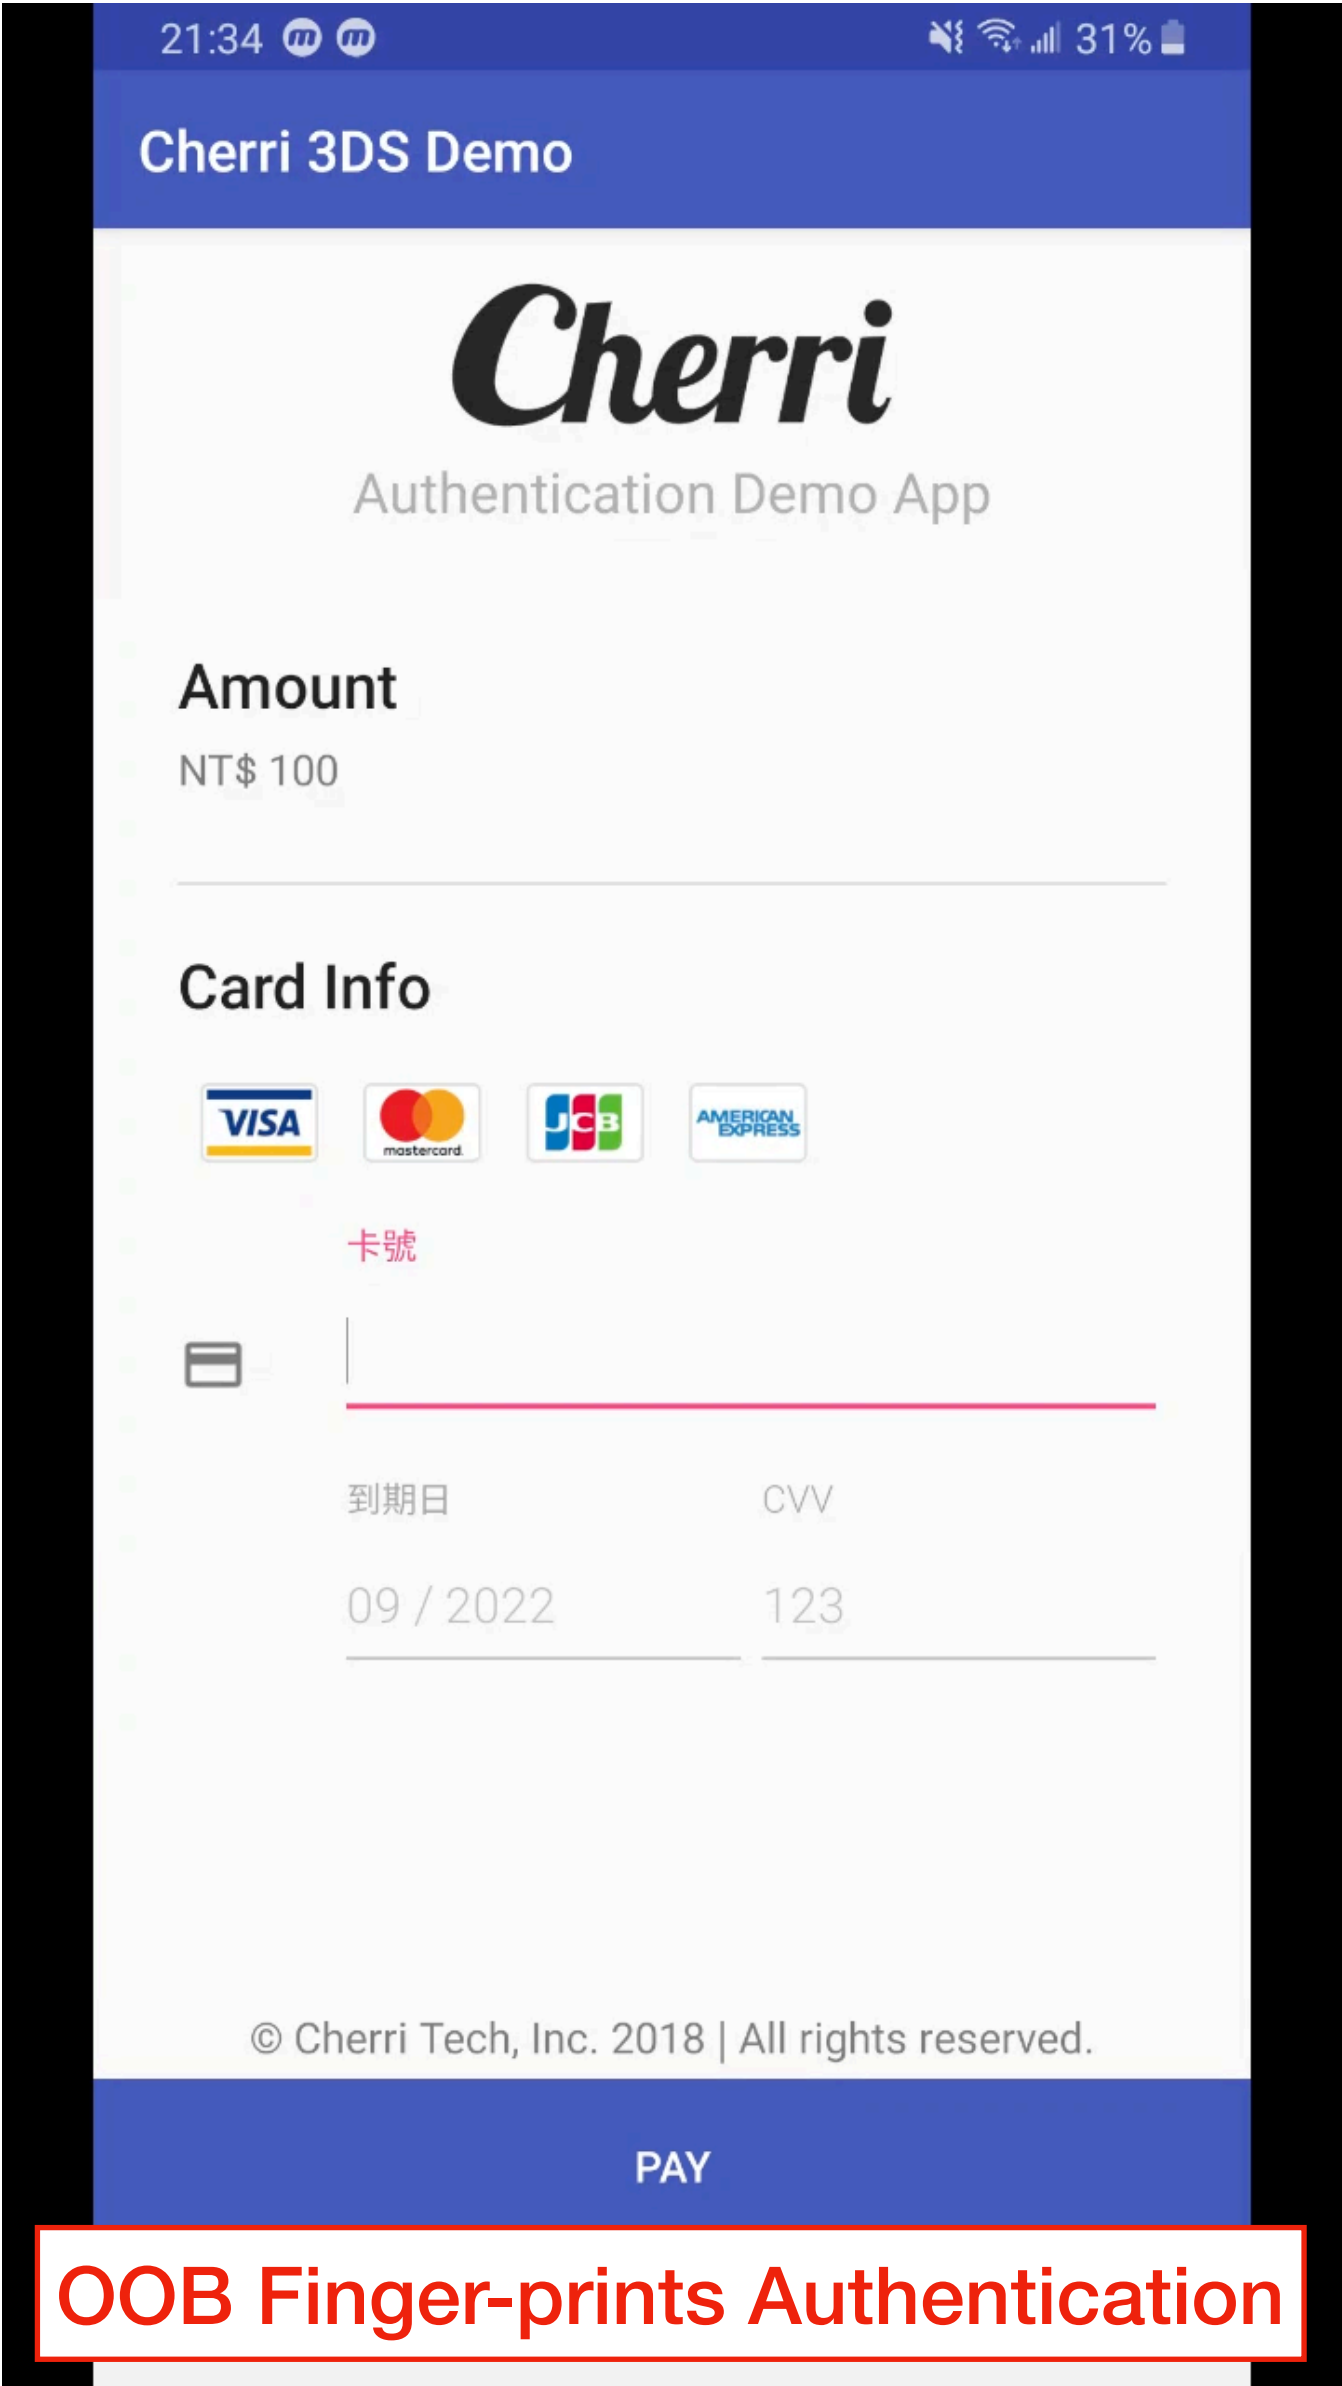 21:34
31%
Cherri 3DS Demo
Cherri
Authentication Demo App
Amount
NT$ 100
Card Info
VISA
mastercard.
JCB
AMERICAN
EXPRESS
卡號
到期日 CVV
09 / 2022 123
© Cherri Tech, Inc. 2018 | All rights reserved.
PAY
OOB Finger-prints Authentication